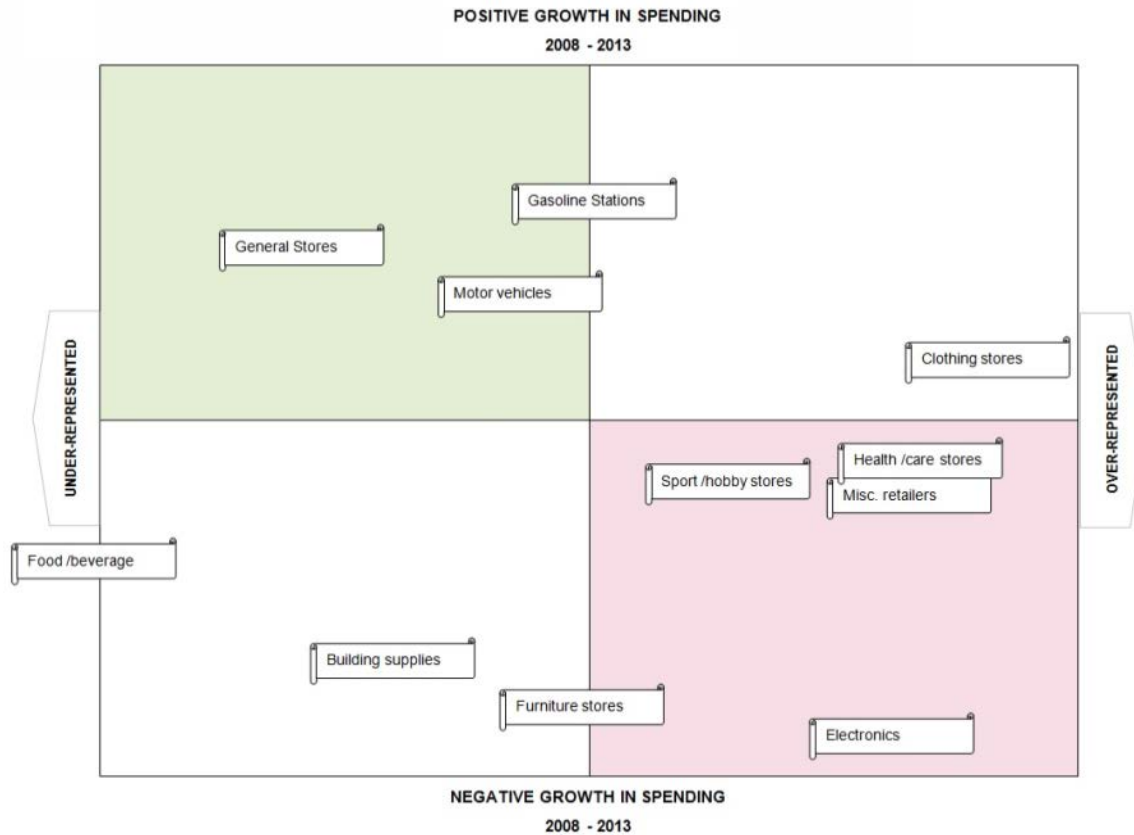 POSITIVE GROWTH IN SPENDING
2008 - 2013
Gasoline Stations
General Stores
Motor vehicles
Clothing stores
UNDER-REPRESENTED
OVER-REPRESENTED
Health /care stores
Sport /hobby stores
Misc. retailers
Food /beverage
Building supplies
Furniture stores
Electronics
NEGATIVE GROWTH IN SPENDING
2008 - 2013